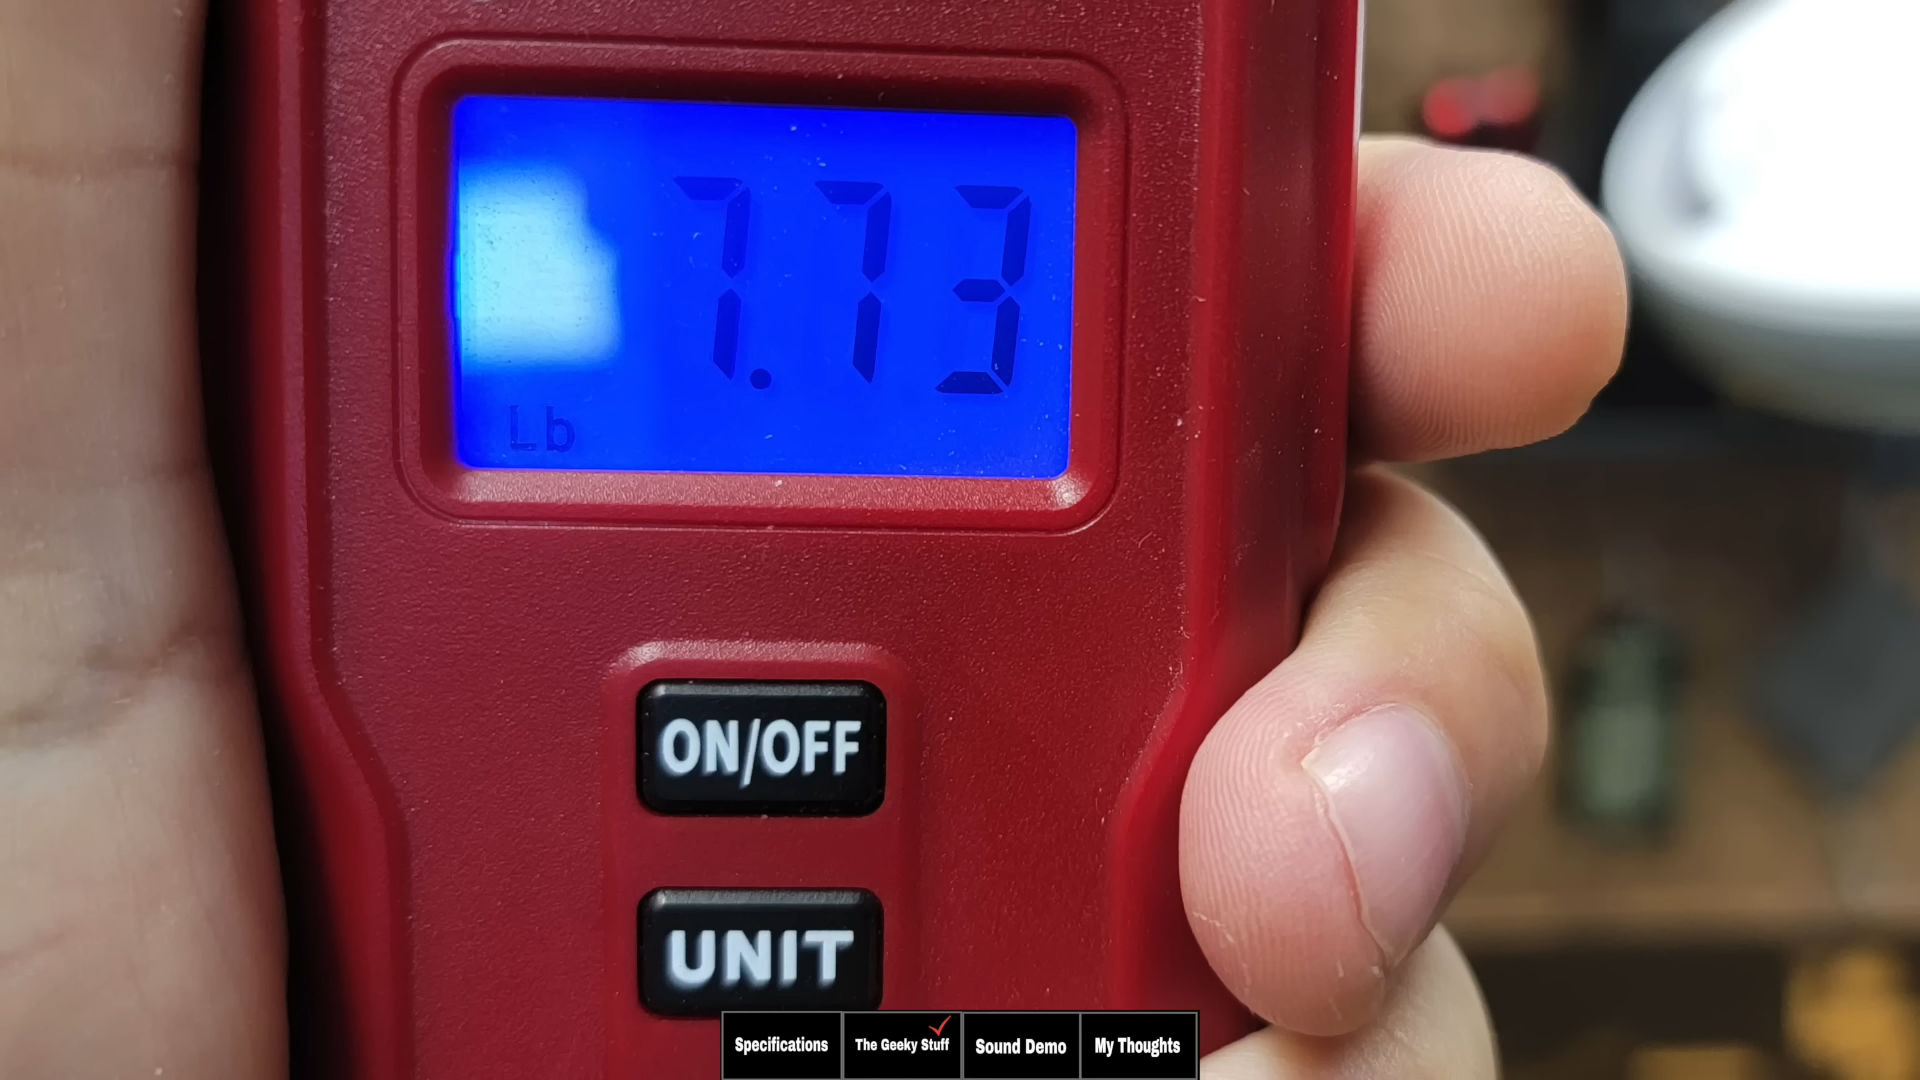 7.73
Lb
ON/OFF
UNIT
Specifications
The Geeky Stuff
Sound Demo
My Thoughts